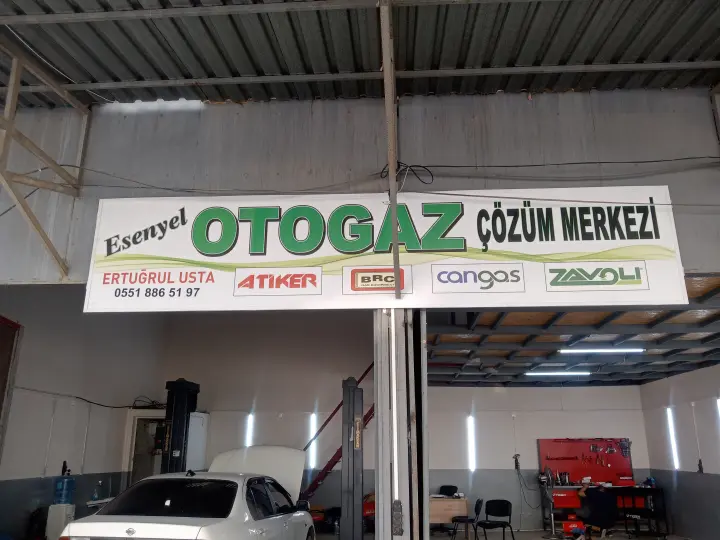 Esenyel OTOGAZ ÇÖZÜM MERKEZİ
ERTUĞRUL USTA
0551 886 51 97
ATiKER
BRC
cangas
ZAVOLI